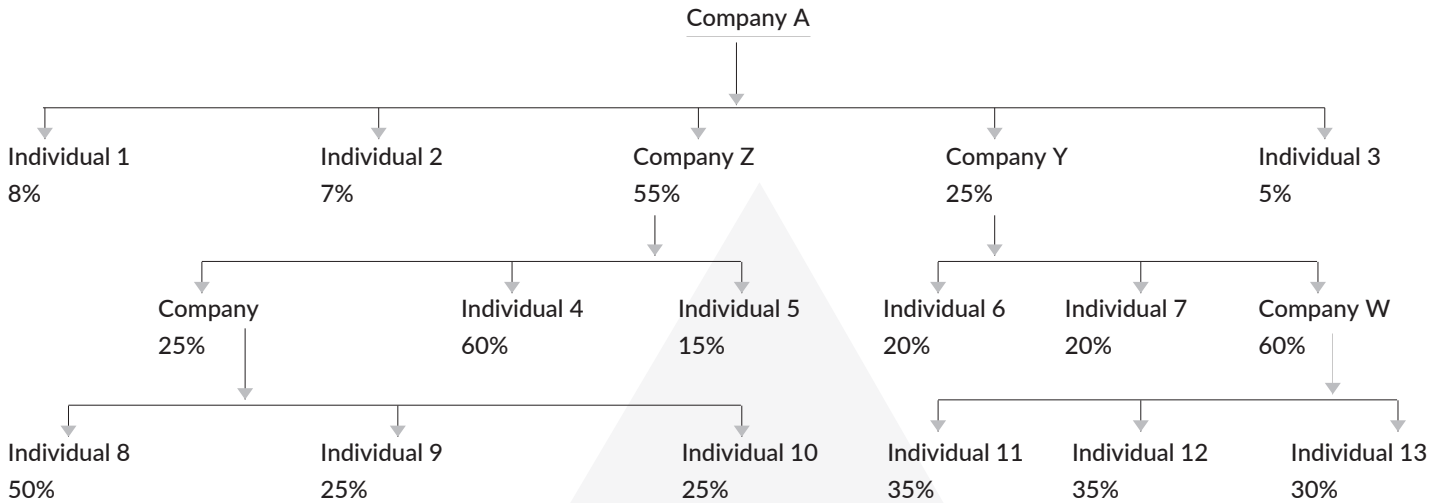 Company A
Individual 1
Individual 2
Company Z
Company Y
Individual 3
8%
7%
55%
25%
5%
Company
Individual 4
Individual 5
Individual 6
Individual 7
Company W
25%
60%
15%
20%
20%
60%
Individual 8
Individual 9
Individual 10
Individual 11
Individual 12
Individual 13
50%
25%
25%
35%
35%
30%